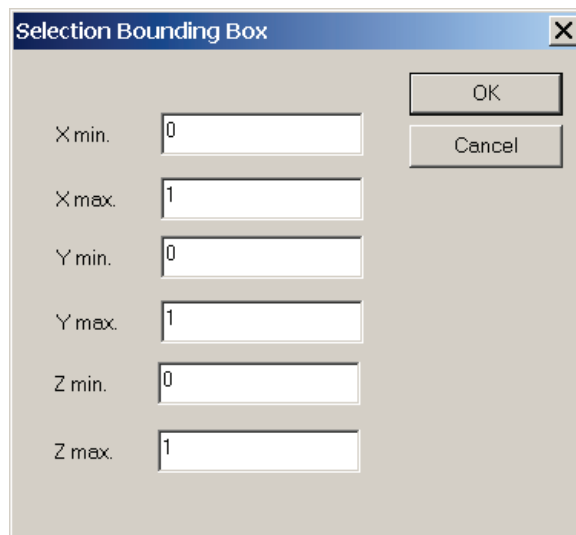 Selection Bounding Box
OK
X min. 0
Cancel
X max. 1
Y min. 0
Y max. 1
Z min. 0
Z max. 1